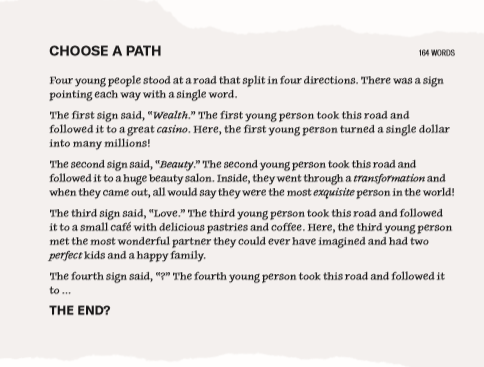 CHOOSE A PATH
164 WORDS
Four young people stood at a road that split in four directions. There was a sign
pointing each way with a single word.
The first sign said, "Wealth." The first young person took this road and
followed it to a great casino. Here, the first young person turned a single dollar
into many millions!
The second sign said, "Beauty." The second young person took this road and
followed it to a huge beauty salon. Inside, they went through a transformation and
when they came out, all would say they were the most exquisite person in the world!
The third sign said, "Love." The third young person took this road and followed
it to a small café with delicious pastries and coffee. Here, the third young person
met the most wonderful partner they could ever have imagined and had two
perfect kids and a happy family.
The fourth sign said, "?" The fourth young person took this road and followed it
to ...
THE END?